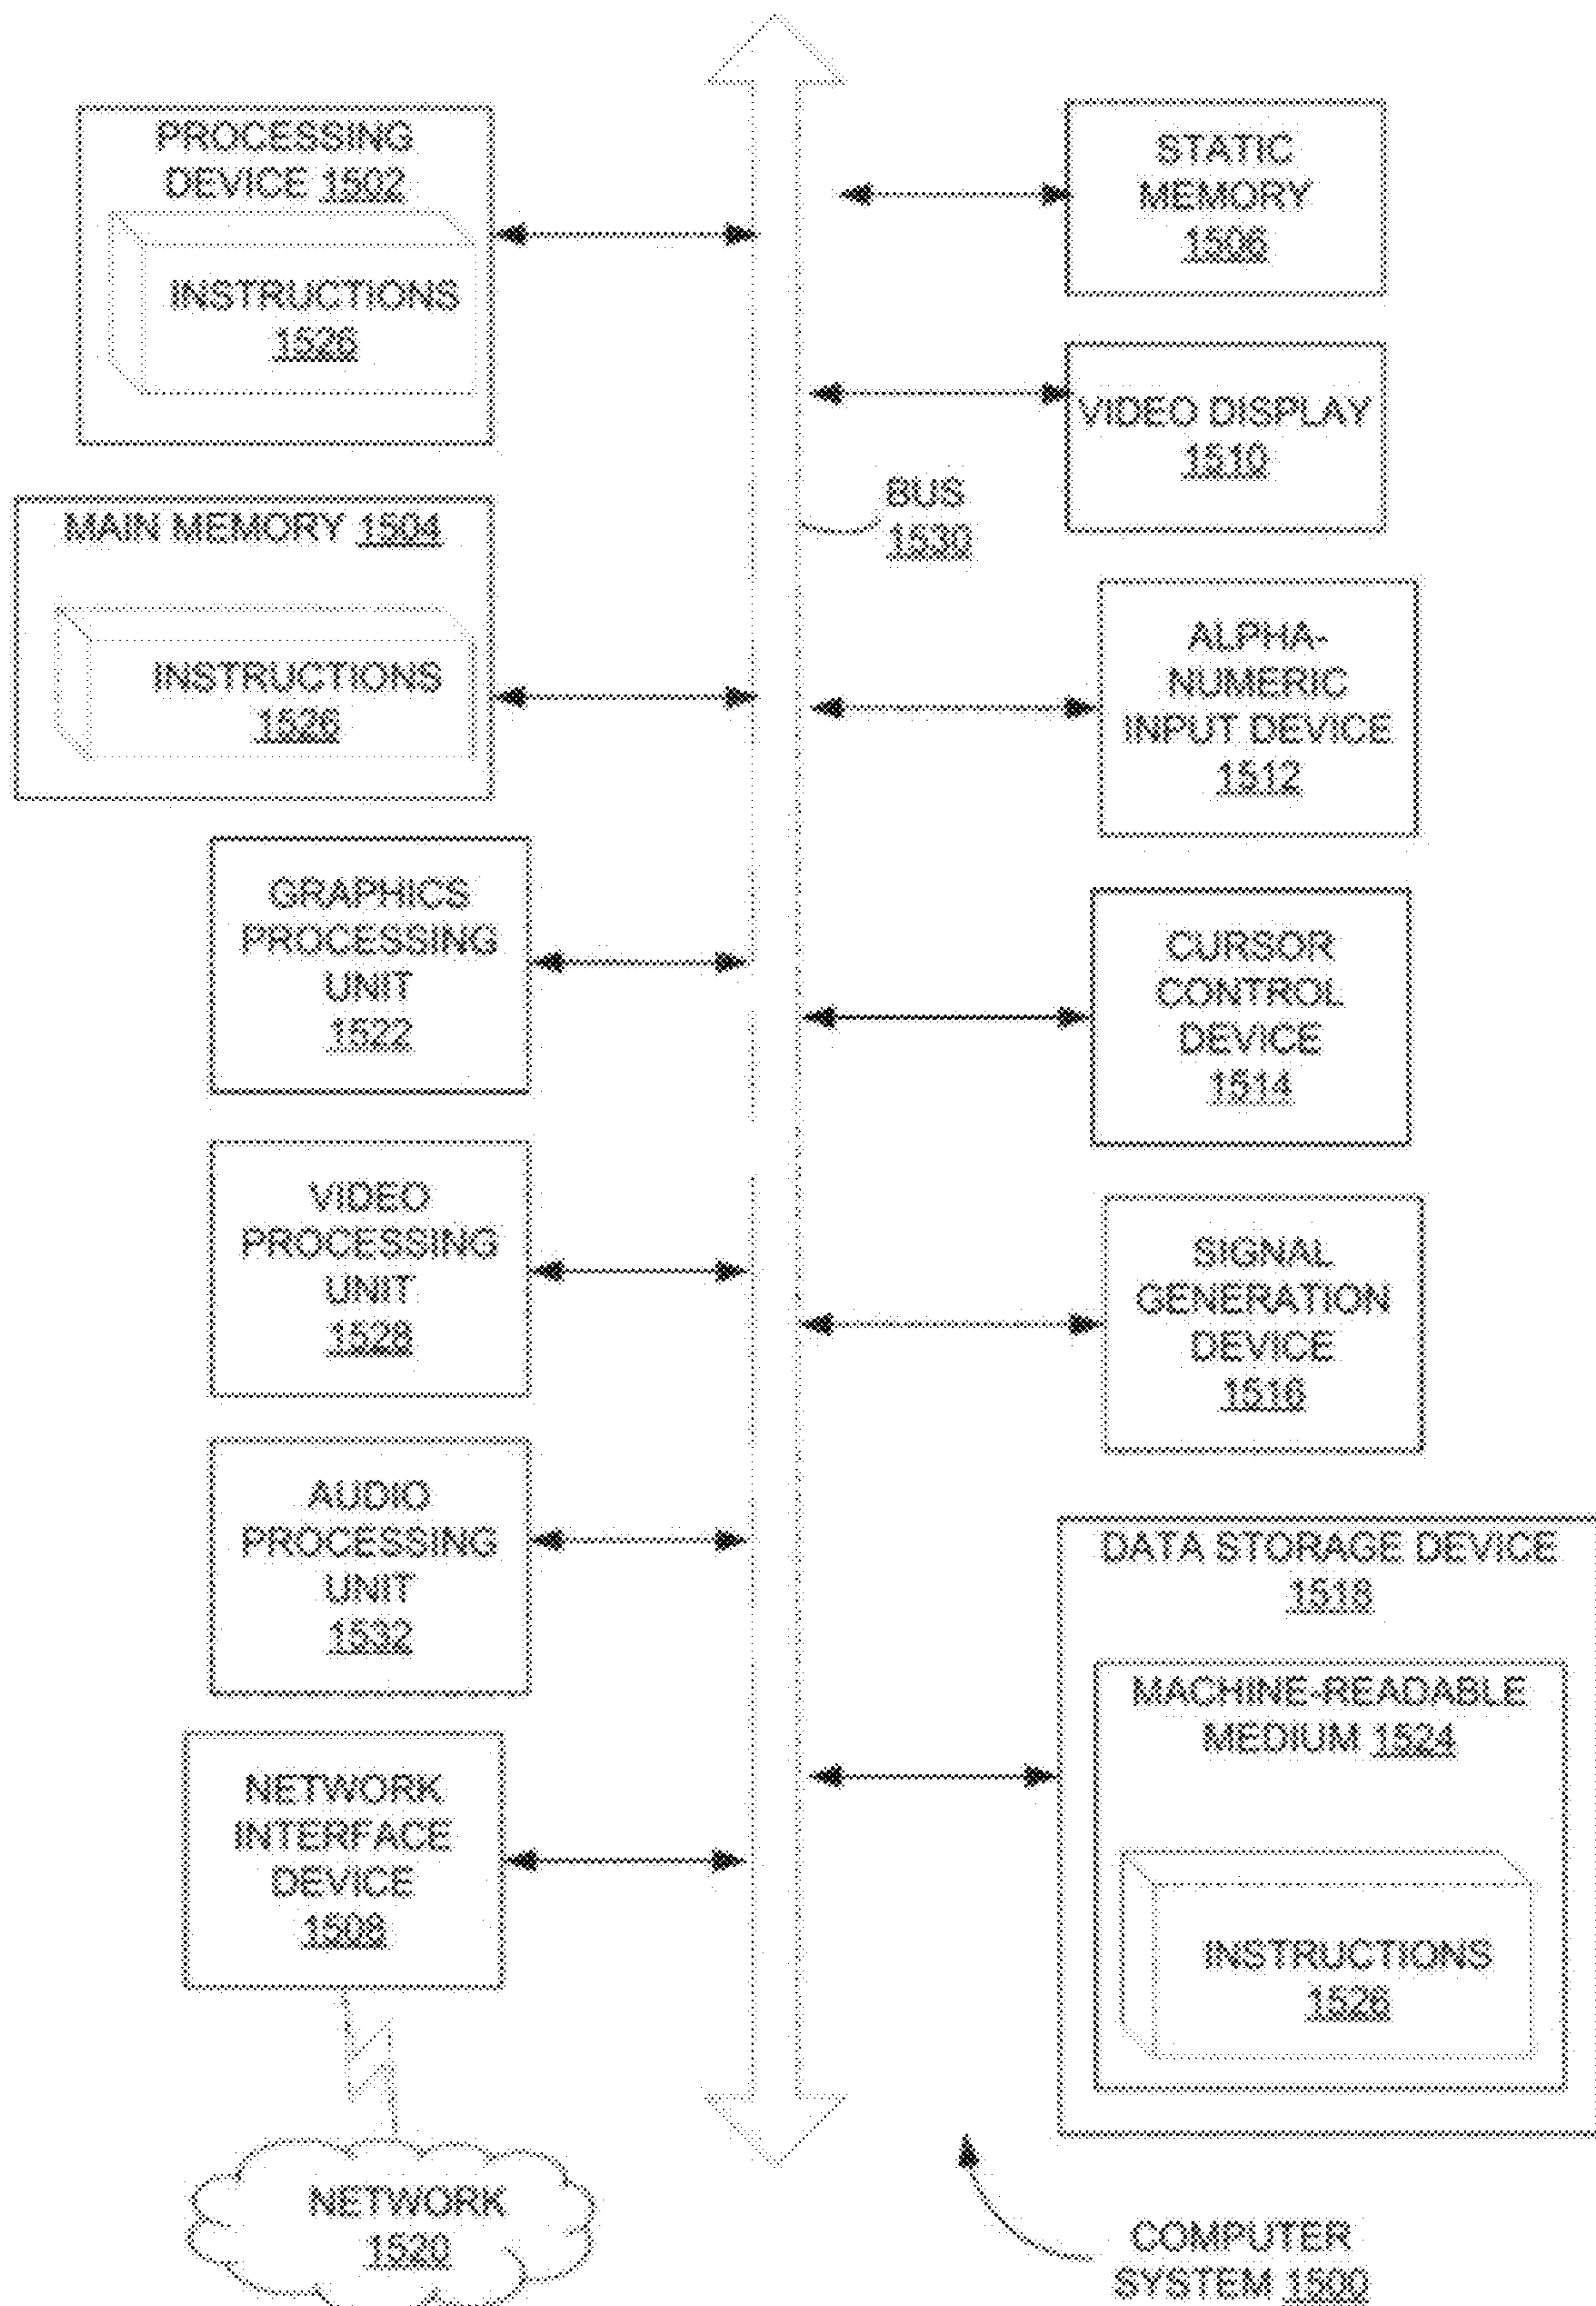 PROCESSING
DEVICE 1502
INSTRUCTIONS
1526
MAIN MEMORY 1504
INSTRUCTIONS
1526
GRAPHICS
PROCESSING
UNIT
1522
VIDEO
PROCESSING
UNIT
1528
AUDIO
PROCESSING
UNIT
1532
NETWORK
INTERFACE
DEVICE
1508
NETWORK
1520
BUS
1530
STATIC
MEMORY
1506
VIDEO DISPLAY
1510
ALPHA-
NUMERIC
INPUT DEVICE
1512
CURSOR
CONTROL
DEVICE
1514
SIGNAL
GENERATION
DEVICE
1516
DATA STORAGE DEVICE
1518
MACHINE-READABLE
MEDIUM 1524
INSTRUCTIONS
1526
COMPUTER
SYSTEM 1500